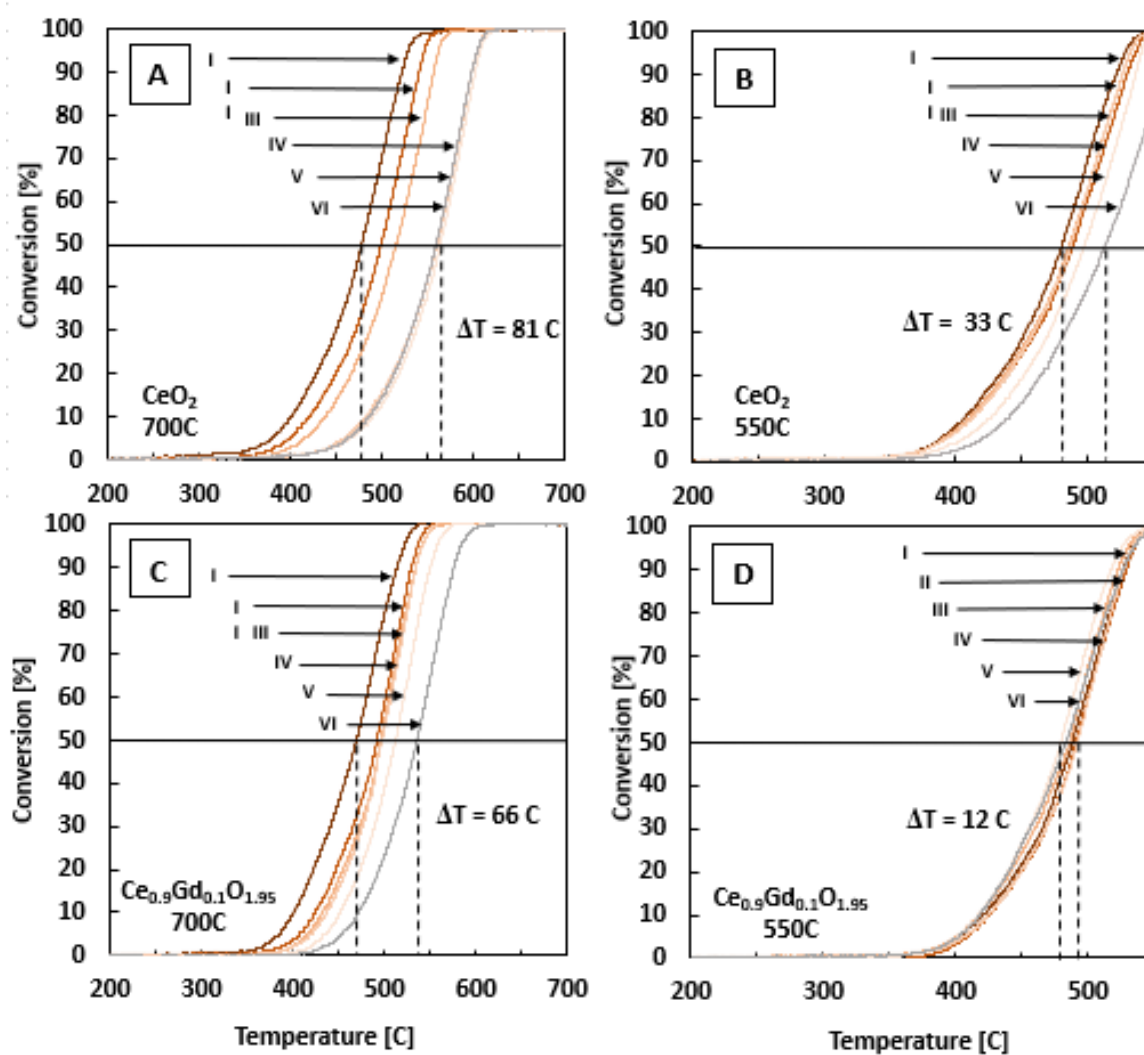 A
Conversion [%]
100
90
80
70
60
50
40
30
20
10
0
I
I
I III
IV
V
VI
ΔT = 81 C
CeO₂
700C
200 300 400 500 600 700
B
Conversion [%]
100
90
80
70
60
50
40
30
20
10
0
I
I
I III
IV
V
VI
ΔT = 33 C
CeO₂
550C
200 300 400 500
C
Conversion [%]
100
90
80
70
60
50
40
30
20
10
0
I
I
I III
IV
V
VI
ΔT = 66 C
Ce₀.₉Gd₀.₁O₁.₉₅
700C
200 300 400 500 600 700
Temperature [C]
D
Conversion [%]
100
90
80
70
60
50
40
30
20
10
0
I
II
III
IV
V
VI
ΔT = 12 C
Ce₀.₉Gd₀.₁O₁.₉₅
550C
200 300 400 500
Temperature [C]